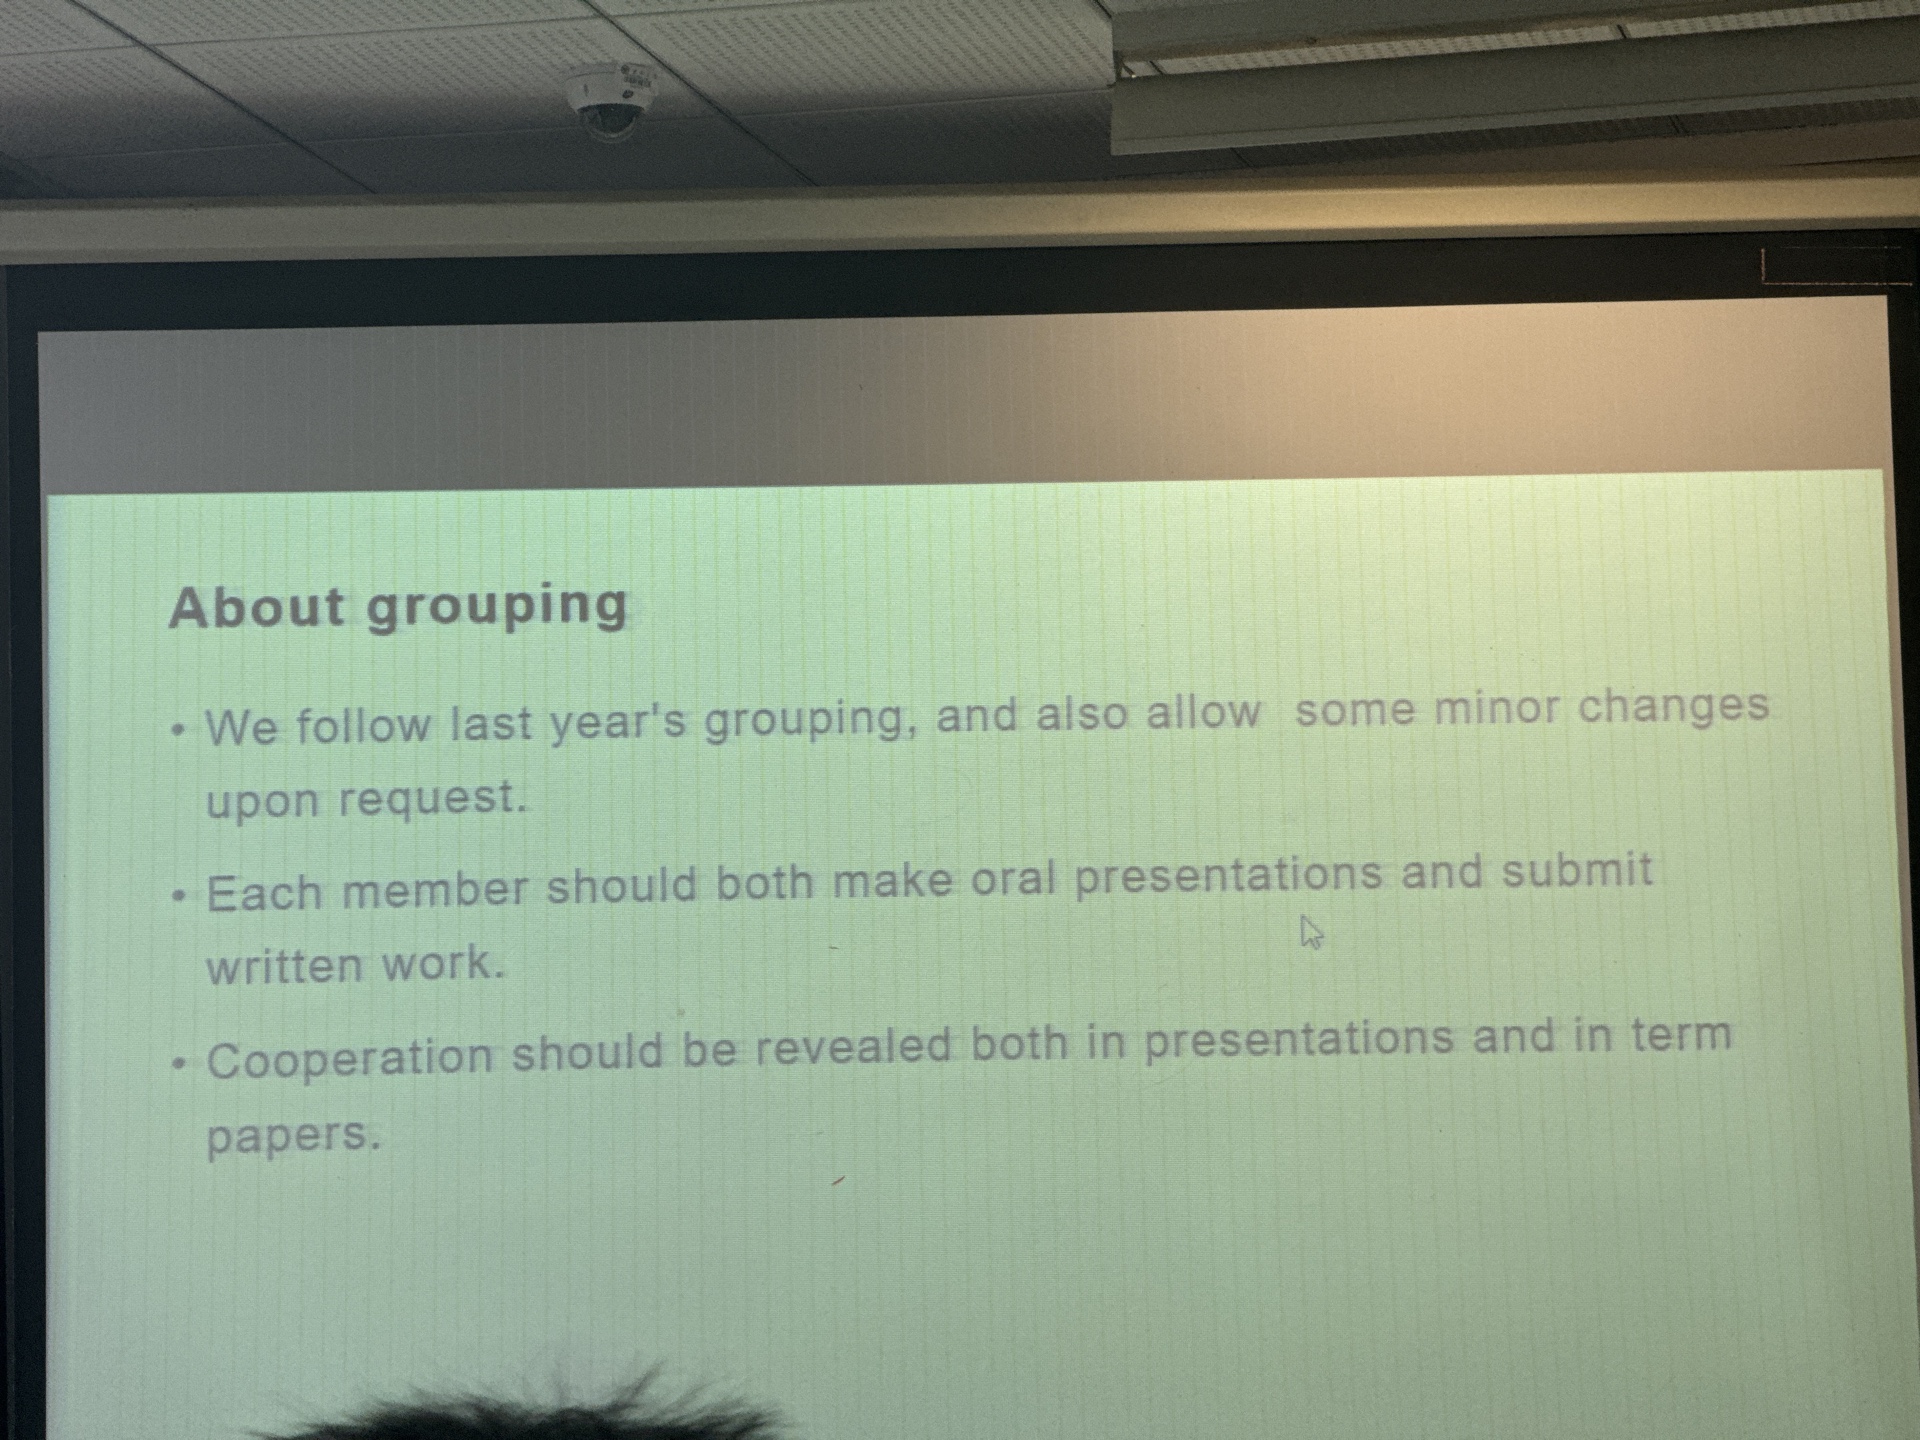 About grouping
• We follow last year's grouping, and also allow  some minor changes
upon request.
• Each member should both make oral presentations and submit
written work.
• Cooperation should be revealed both in presentations and in term
papers.